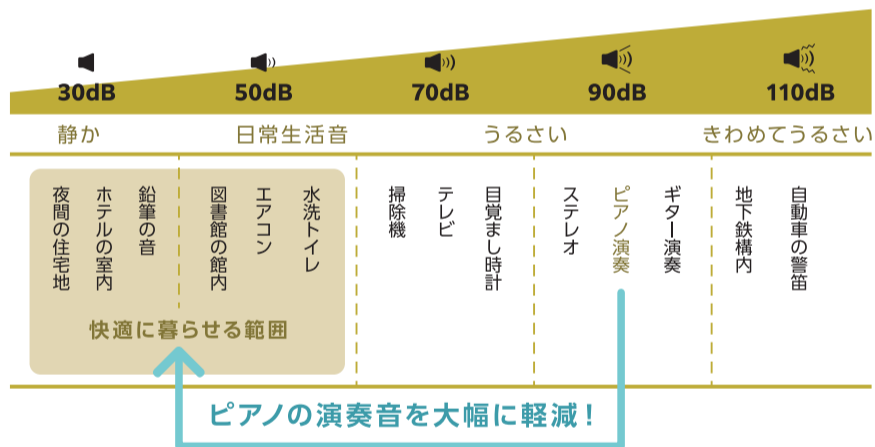 30dB
50dB
70dB
90dB
110dB
静か
日常生活音
うるさい
きわめてうるさい
夜間の住宅地
ホテルの室内
鉛筆の音
図書館の館内
エアコン
水洗トイレ
掃除機
テレビ
目覚まし時計
ステレオ
ピアノ演奏
ギター演奏
地下鉄構内
自動車の警笛
快適に暮らせる範囲
ピアノの演奏音を大幅に軽減!